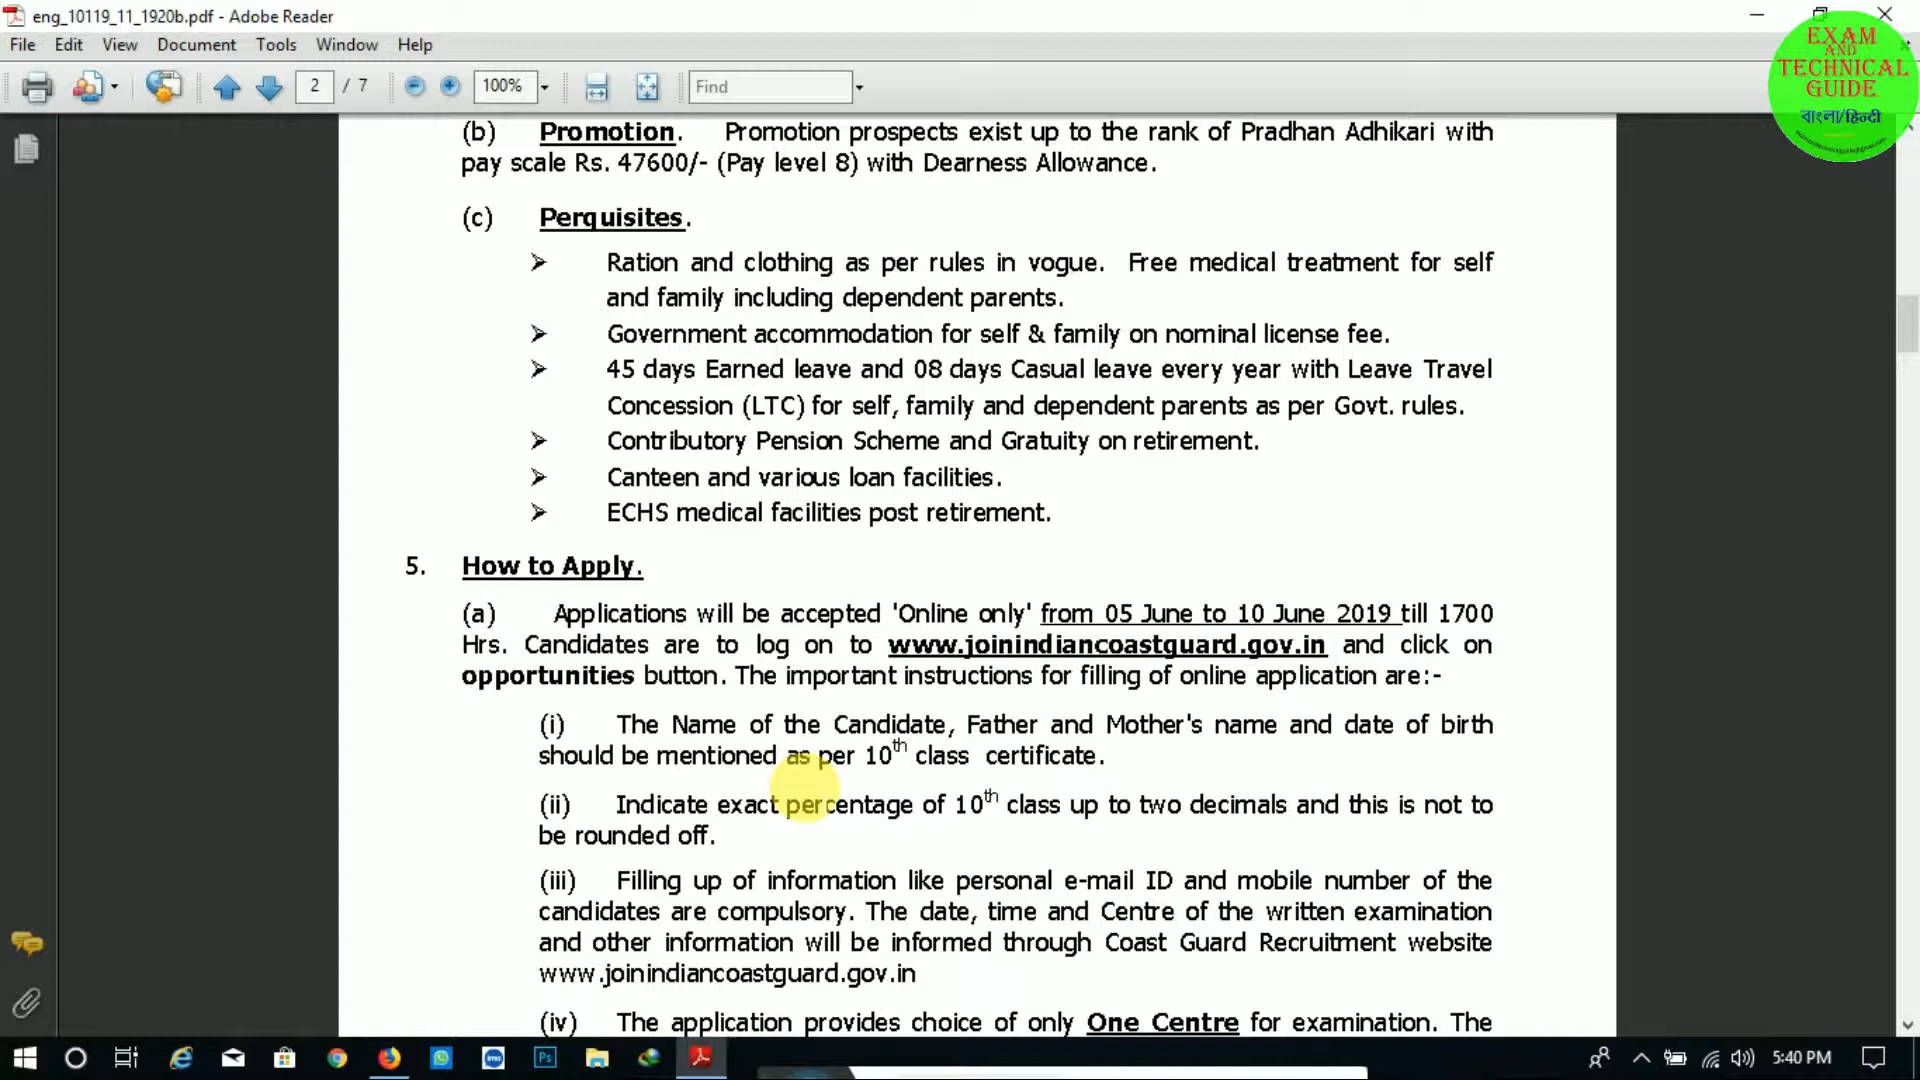 eng_10119_11_1920b.pdf - Adobe Reader
File Edit View Document Tools Window Help
2 / 7 100% Find
EXAM
AND
TECHNICAL
GUIDE
বাংলা/हिन्दी
(b) Promotion. Promotion prospects exist up to the rank of Pradhan Adhikari with
pay scale Rs. 47600/- (Pay level 8) with Dearness Allowance.
(c) Perquisites.
➢ Ration and clothing as per rules in vogue. Free medical treatment for self
and family including dependent parents.
➢ Government accommodation for self & family on nominal license fee.
➢ 45 days Earned leave and 08 days Casual leave every year with Leave Travel
Concession (LTC) for self, family and dependent parents as per Govt. rules.
➢ Contributory Pension Scheme and Gratuity on retirement.
➢ Canteen and various loan facilities.
➢ ECHS medical facilities post retirement.
5. How to Apply.
(a) Applications will be accepted 'Online only' from 05 June to 10 June 2019 till 1700
Hrs. Candidates are to log on to www.joinindiancoastguard.gov.in and click on
opportunities button. The important instructions for filling of online application are:-
(i) The Name of the Candidate, Father and Mother's name and date of birth
should be mentioned as per 10th class certificate.
(ii) Indicate exact percentage of 10th class up to two decimals and this is not to
be rounded off.
(iii) Filling up of information like personal e-mail ID and mobile number of the
candidates are compulsory. The date, time and Centre of the written examination
and other information will be informed through Coast Guard Recruitment website
www.joinindiancoastguard.gov.in
(iv) The application provides choice of only One Centre for examination. The
Ps
5:40 PM